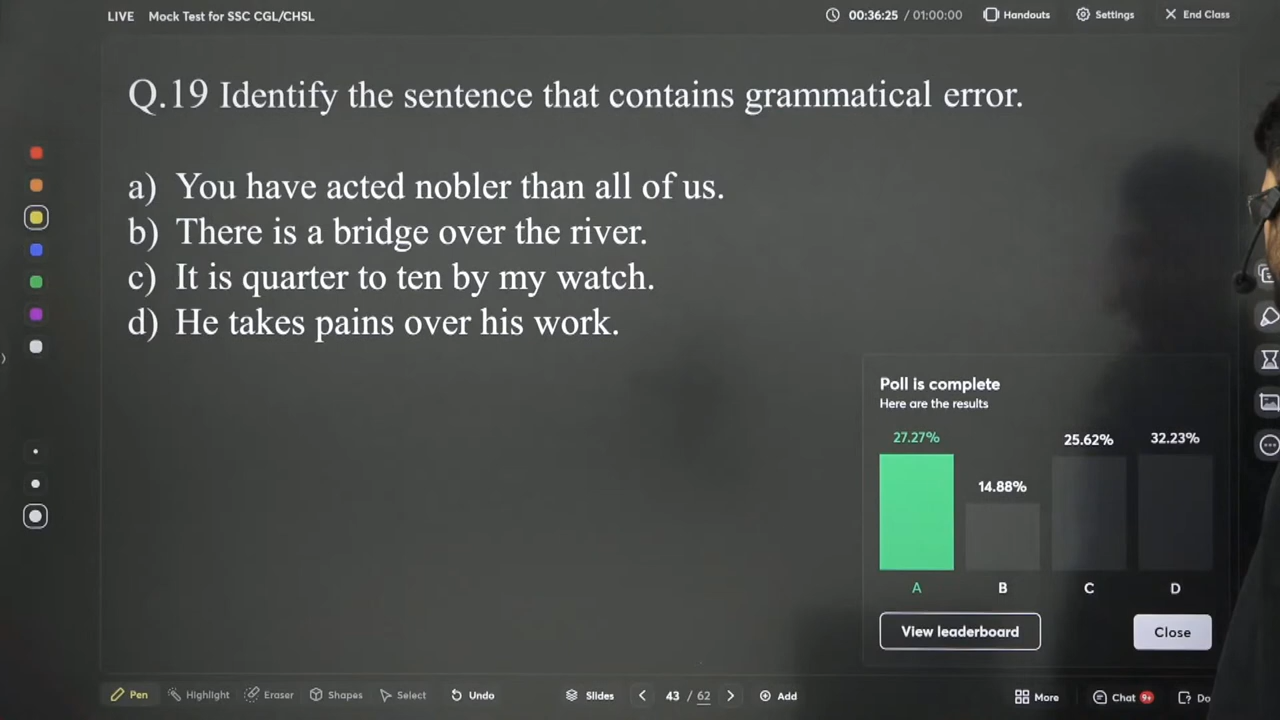 LIVE Mock Test for SSC CGL/CHSL 00:36:25 / 01:00:00 Handouts Settings End Class
Q.19 Identify the sentence that contains grammatical error.
a) You have acted nobler than all of us.
b) There is a bridge over the river.
c) It is quarter to ten by my watch.
d) He takes pains over his work.
Poll is complete
Here are the results
27.27% 14.88% 25.62% 32.23%
A B C D
View leaderboard Close
Pen Highlight Eraser Shapes Select Undo Slides 43 / 62 Add More Chat 9+ Do